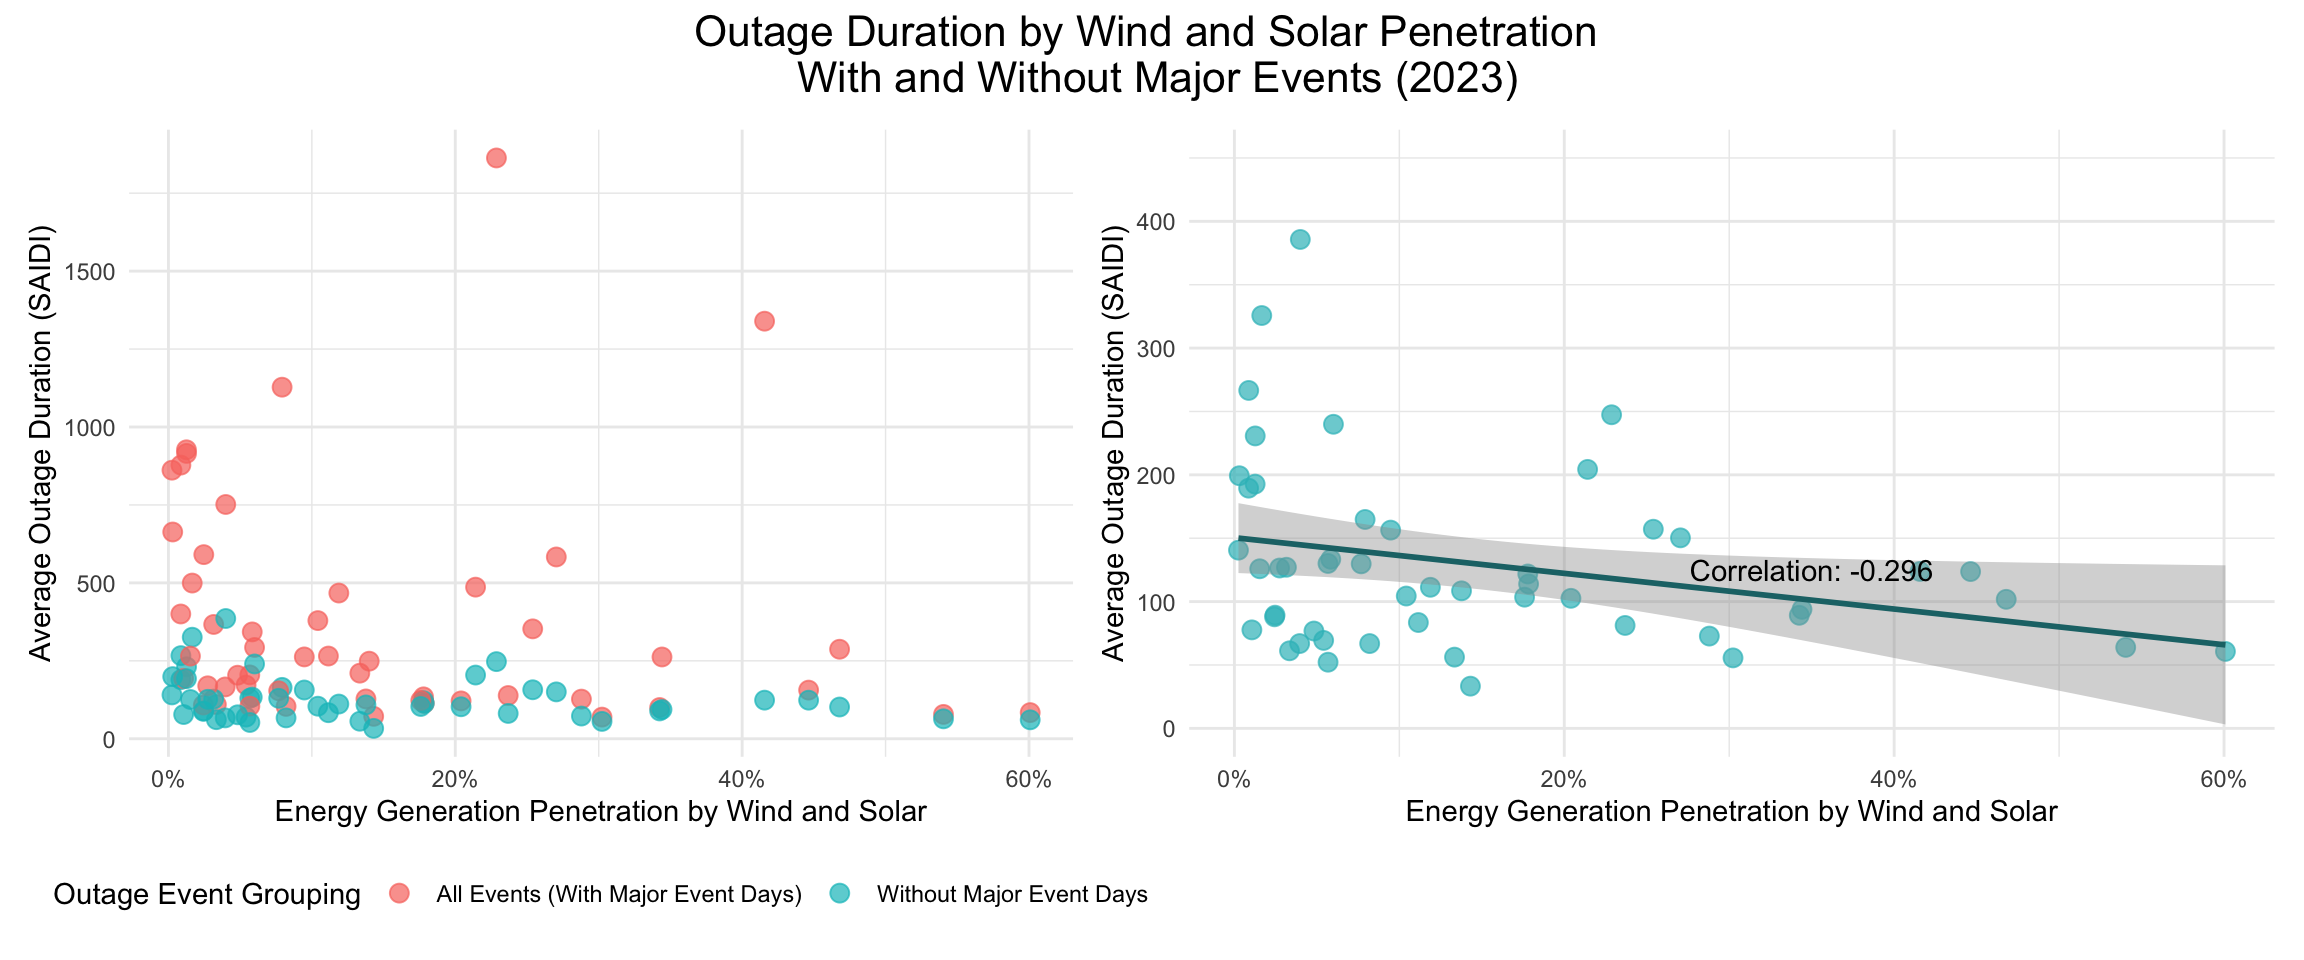 Outage Duration by Wind and Solar Penetration
With and Without Major Events (2023)
Average Outage Duration (SAIDI)
1500
1000
500
0
0% 20% 40% 60%
Energy Generation Penetration by Wind and Solar
Average Outage Duration (SAIDI)
400
300
200
100
0
Correlation: -0.296
0% 20% 40% 60%
Energy Generation Penetration by Wind and Solar
Outage Event Grouping All Events (With Major Event Days) Without Major Event Days